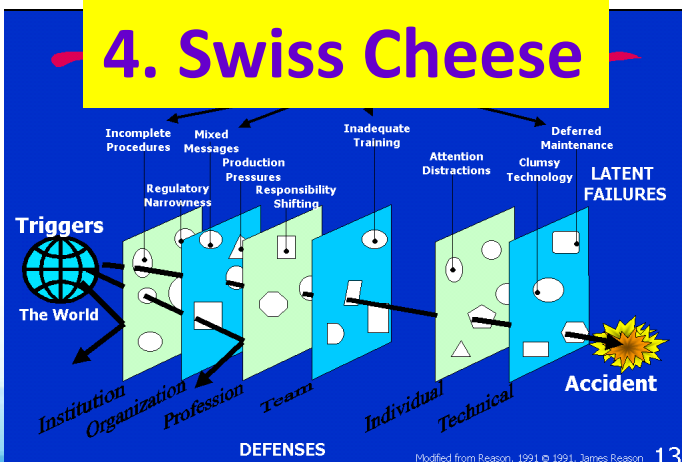 4. Swiss Cheese
Incomplete
Procedures
Mixed
Messages
Inadequate
Training
Deferred
Maintenance
Regulatory
Narrowness
Production
Pressures
Responsibility
Shifting
Attention
Distractions
Clumsy
Technology
LATENT
FAILURES
Triggers
The World
Accident
Institution
Organization
Profession
Team
Individual
Technical
DEFENSES
Modified from Reason, 1991 © 1991, James Reason
13